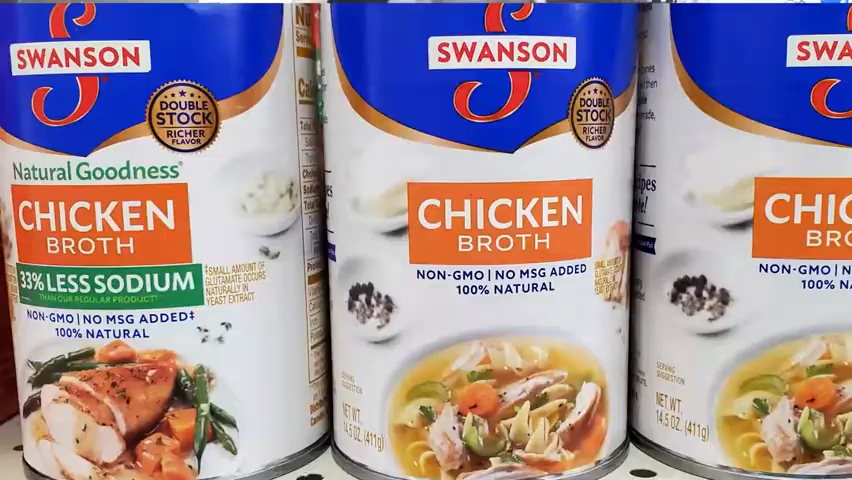 SWANSON
DOUBLE
STOCK
RICHER
FLAVOR
Natural Goodness
CHICKEN
BROTH
33% LESS SODIUM
THAN OUR REGULAR PRODUCT
‡SMALL AMOUNT OF
GLUTAMATE OCCURS
NATURALLY IN
YEAST EXTRACT
NON-GMO | NO MSG ADDED‡
100% NATURAL
SWANSON
DOUBLE
STOCK
RICHER
FLAVOR
CHICKEN
BROTH
NON-GMO | NO MSG ADDED
100% NATURAL
SERVING
SUGGESTION
NET WT.
14.5 OZ. (411g)
SWA
CHIC
BRO
NON-GMO | N
100% NA
SERVING
SUGGESTION
NET WT.
14.5 OZ. (411g)